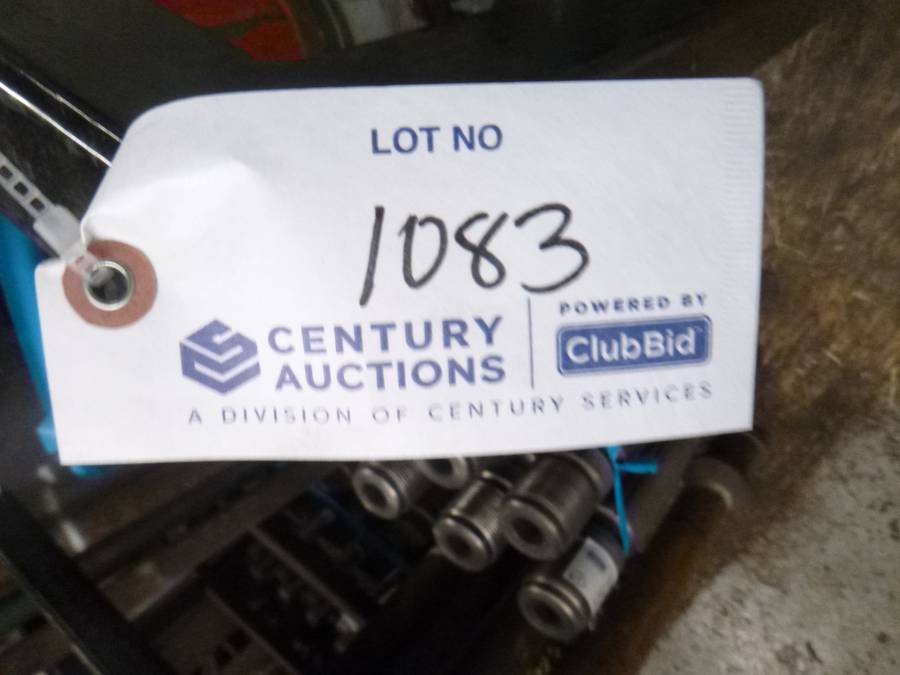 LOT NO
1083
CENTURY
AUCTIONS
POWERED BY
ClubBid
A DIVISION OF CENTURY SERVICES